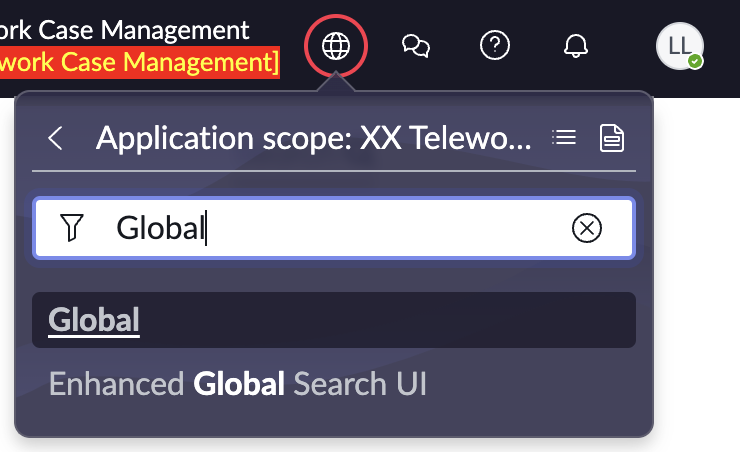 ork Case Management
work Case Management]
LL
Application scope: XX Telewo...
Global
Global
Enhanced Global Search UI